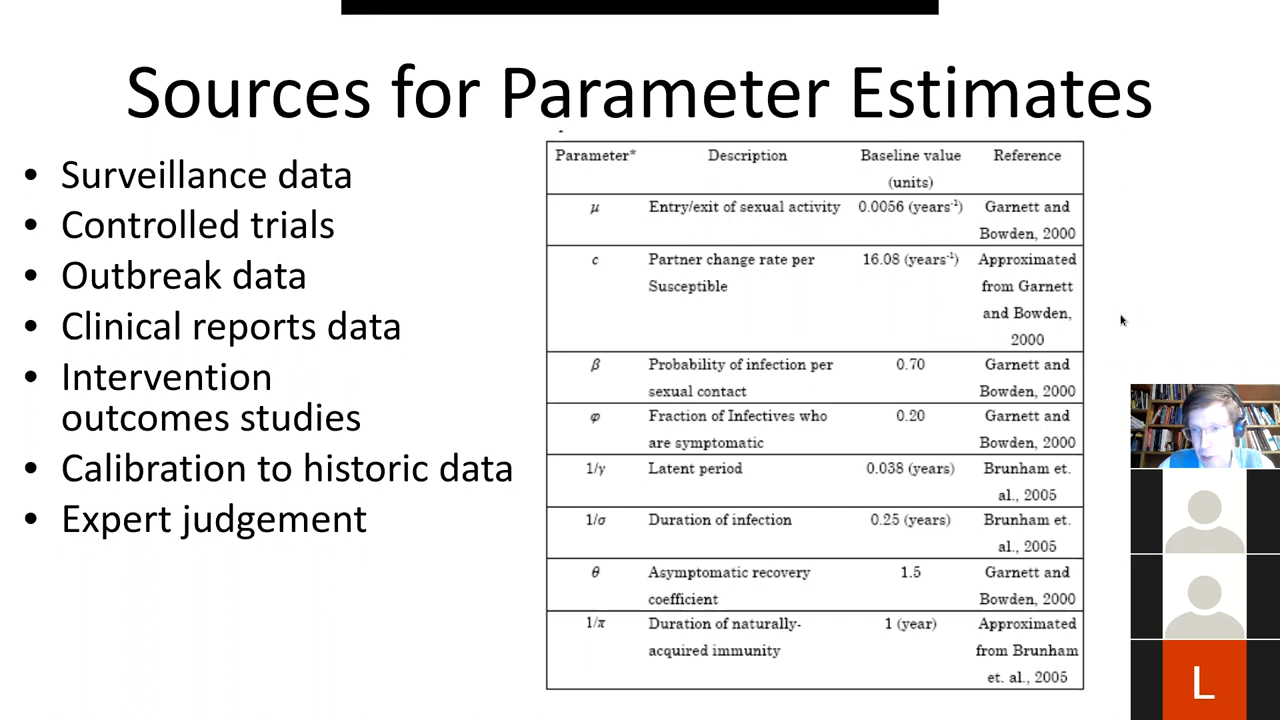 Sources for Parameter Estimates
• Surveillance data
• Controlled trials
• Outbreak data
• Clinical reports data
• Intervention
outcomes studies
• Calibration to historic data
• Expert judgement
Parameter* Description Baseline value Reference
(units)
μ Entry/exit of sexual activity 0.0056 (years⁻¹) Garnett and
Bowden, 2000
c Partner change rate per 16.08 (years⁻¹) Approximated
Susceptible from Garnett
and Bowden,
2000
β Probability of infection per 0.70 Garnett and
sexual contact Bowden, 2000
φ Fraction of Infectives who 0.20 Garnett and
are symptomatic Bowden, 2000
1/γ Latent period 0.038 (years) Brunham et.
al., 2005
1/σ Duration of infection 0.25 (years) Brunham et.
al., 2005
θ Asymptomatic recovery 1.5 Garnett and
coefficient Bowden, 2000
1/π Duration of naturally- 1 (year) Approximated
acquired immunity from Brunham
et. al., 2005
L